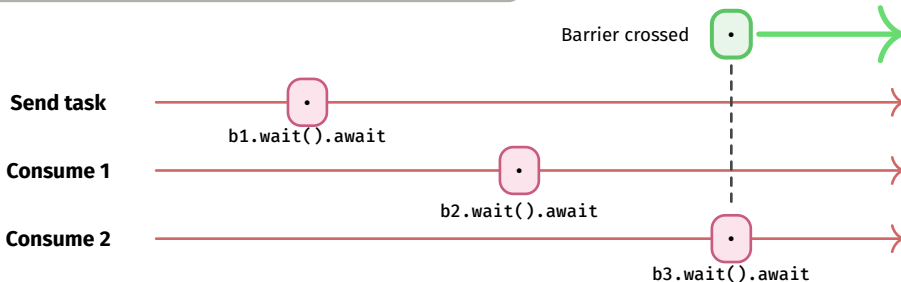 Barrier crossed
Send task
b1.wait().await
Consume 1
b2.wait().await
Consume 2
b3.wait().await